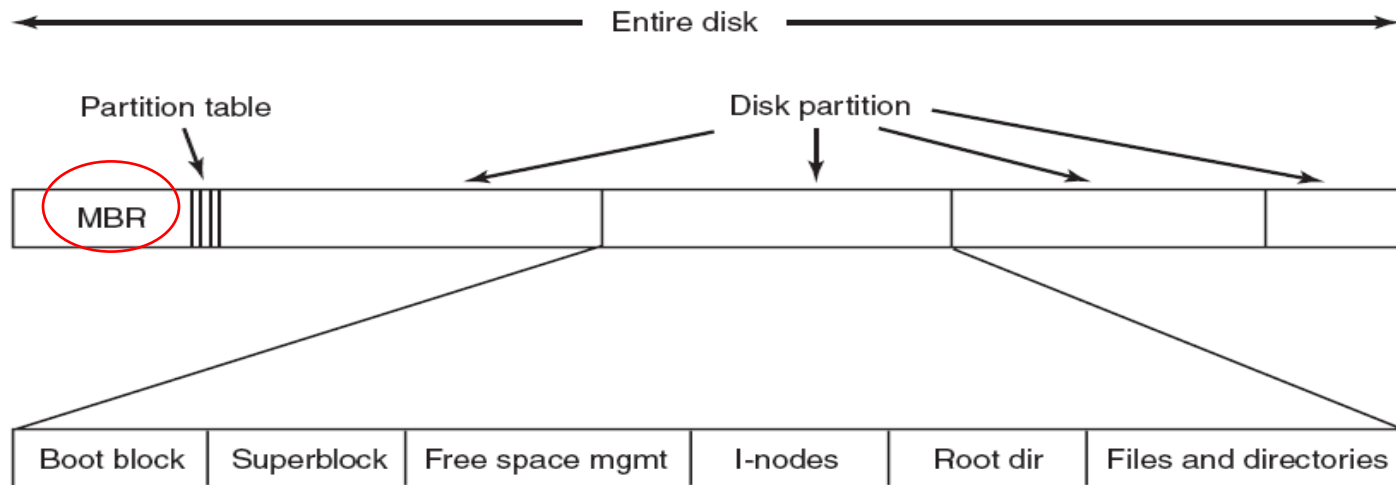 Entire disk
Partition table
Disk partition
MBR
Boot block
Superblock
Free space mgmt
I-nodes
Root dir
Files and directories